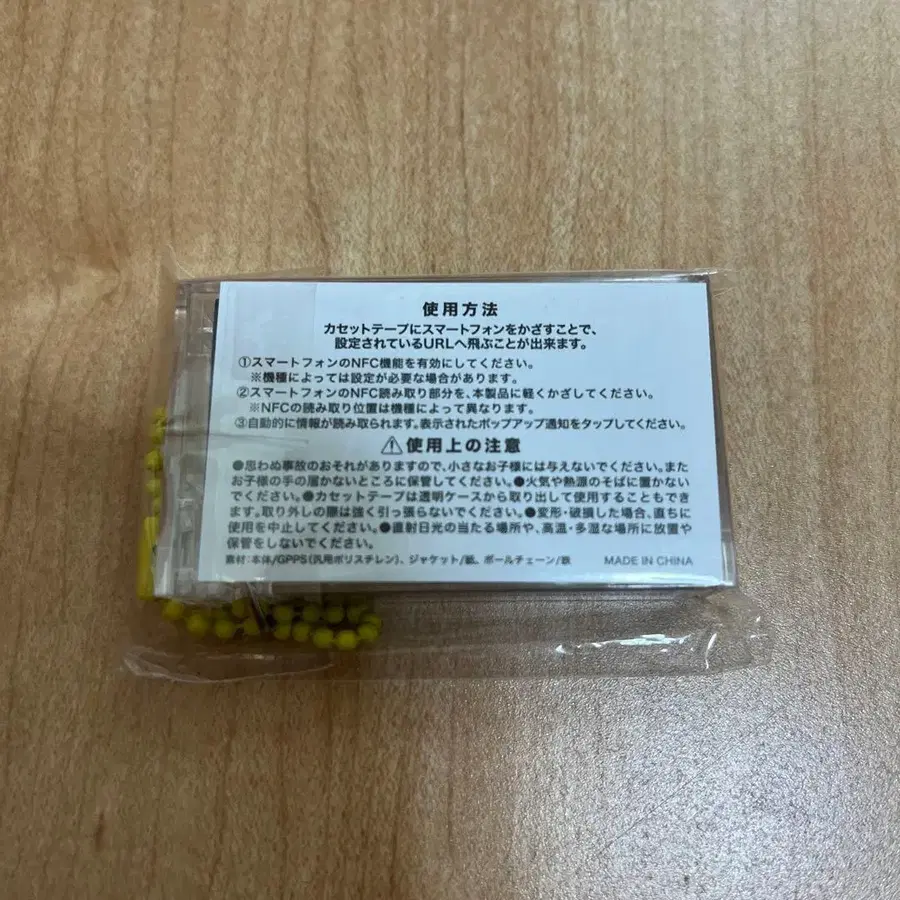 使用方法
カセットテープにスマートフォンをかざすことで、
設定されているURLへ飛ぶことが出来ます。
①スマートフォンのNFC機能を有効にしてください。
※機種によっては設定が必要な場合があります。
②スマートフォンのNFC読み取り部分を、本製品に軽くかざしてください。
※NFCの読み取り位置は機種によって異なります。
③自動的に情報が読み取られます。表示されたポップアップ通知をタップしてください。
⚠使用上の注意
●思わぬ事故のおそれがありますので、小さなお子様には与えないでください。また
お子様の手の届かないところに保管してください。●火気や熱源のそばに置かない
でください。●カセットテープは透明ケースから取り出して使用することもでき
ます。取り外しの際は強く引っ張らないでください。●変形・破損した場合、直ちに
使用を中止してください。●直射日光の当たる場所や、高温・多湿な場所に放置や
保管をしないでください。
素材:本体/GPPS(汎用ポリスチレン)、ジャケット/紙、ボールチェーン/鉄 MADE IN CHINA